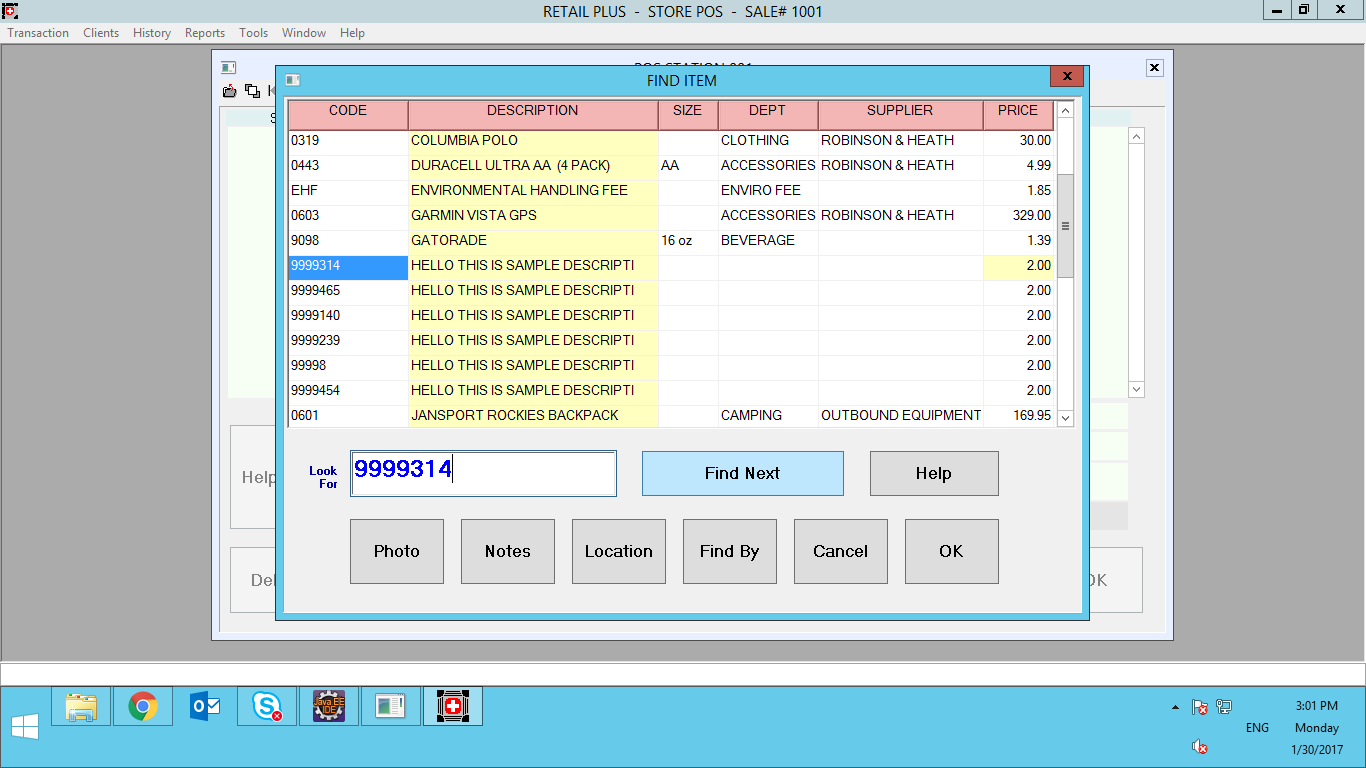 RETAIL PLUS - STORE POS - SALE# 1001
Transaction Clients History Reports Tools Window Help
FIND ITEM
CODE DESCRIPTION SIZE DEPT SUPPLIER PRICE
0319 COLUMBIA POLO CLOTHING ROBINSON & HEATH 30.00
0443 DURACELL ULTRA AA (4 PACK) AA ACCESSORIES ROBINSON & HEATH 4.99
EHF ENVIRONMENTAL HANDLING FEE ENVIRO FEE 1.85
0603 GARMIN VISTA GPS ACCESSORIES ROBINSON & HEATH 329.00
9098 GATORADE 16 oz BEVERAGE 1.39
9999314 HELLO THIS IS SAMPLE DESCRIPTI 2.00
9999465 HELLO THIS IS SAMPLE DESCRIPTI 2.00
9999140 HELLO THIS IS SAMPLE DESCRIPTI 2.00
9999239 HELLO THIS IS SAMPLE DESCRIPTI 2.00
99998 HELLO THIS IS SAMPLE DESCRIPTI 2.00
9999454 HELLO THIS IS SAMPLE DESCRIPTI 2.00
0601 JANSPORT ROCKIES BACKPACK CAMPING OUTBOUND EQUIPMENT 169.95
Look For 9999314 Find Next Help
Help
Photo Notes Location Find By Cancel OK
Java EE
IDE
3:01 PM
ENG Monday
1/30/2017